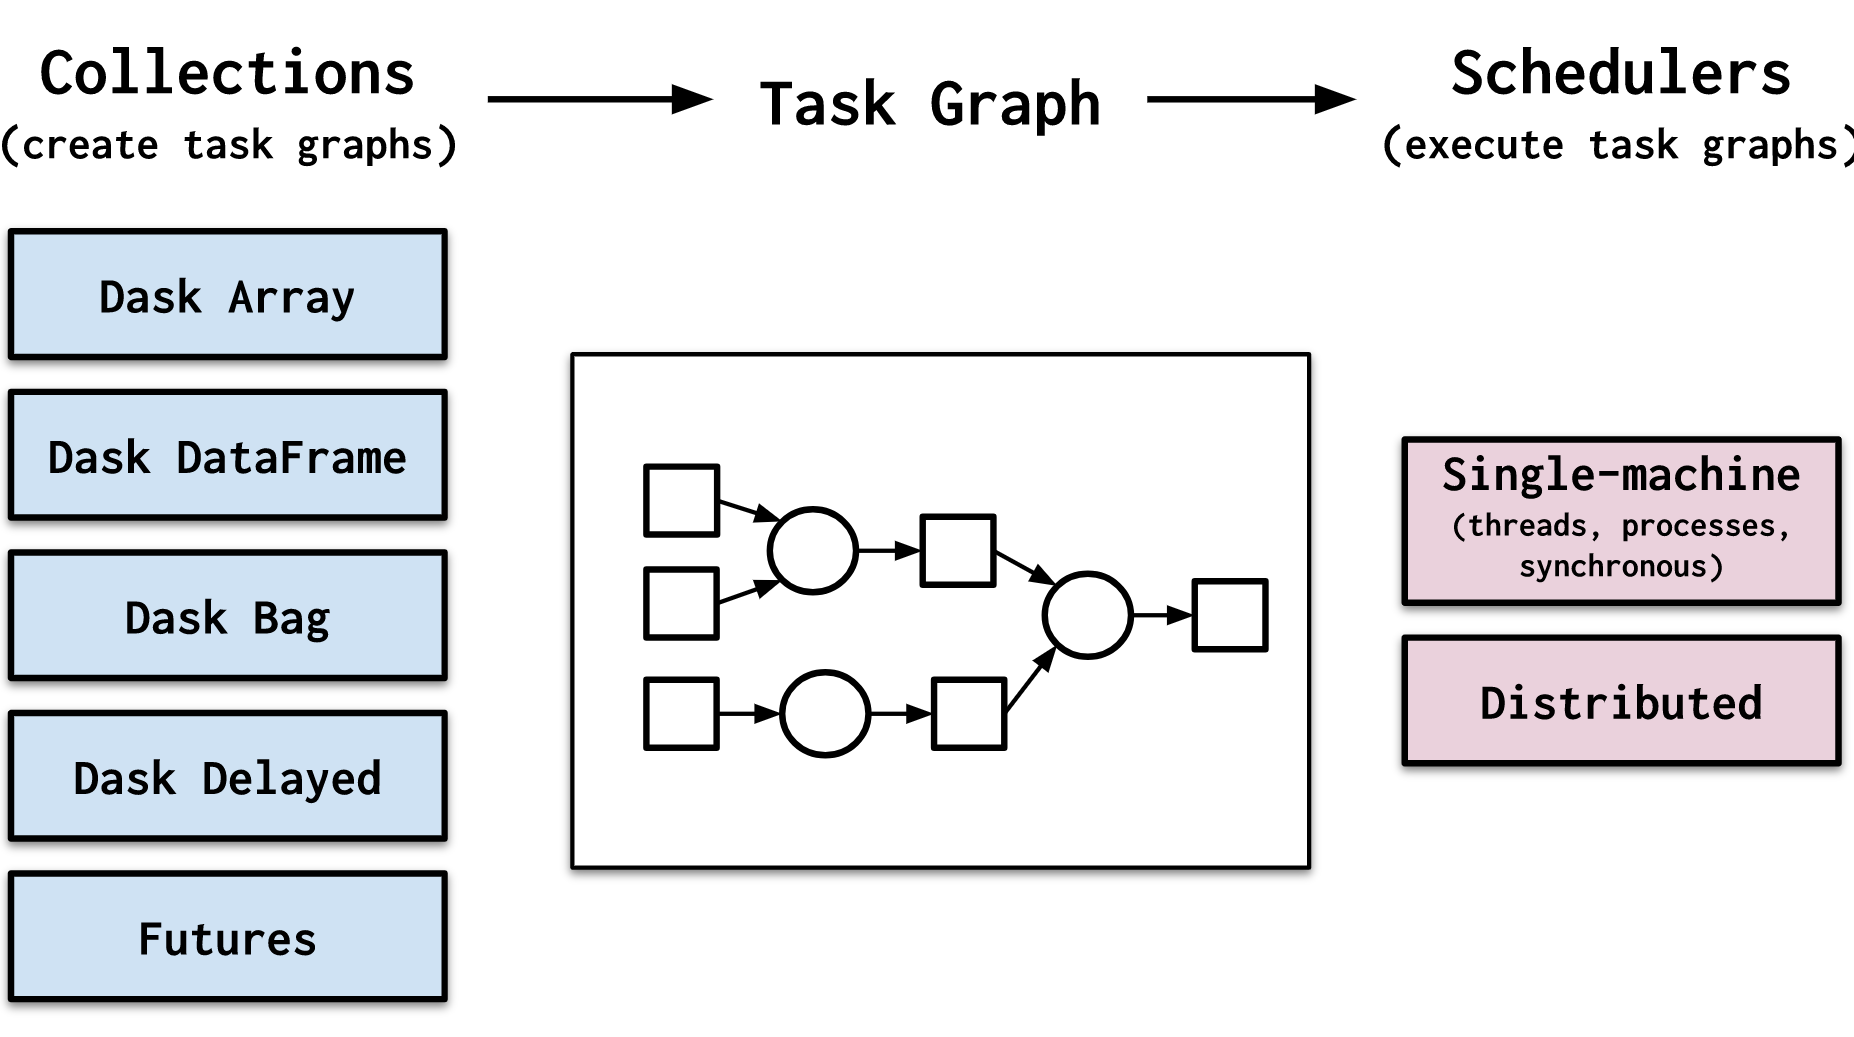 Collections
(create task graphs)
Task Graph
Schedulers
(execute task graphs)
Dask Array
Dask DataFrame
Dask Bag
Dask Delayed
Futures
Single-machine
(threads, processes,
synchronous)
Distributed